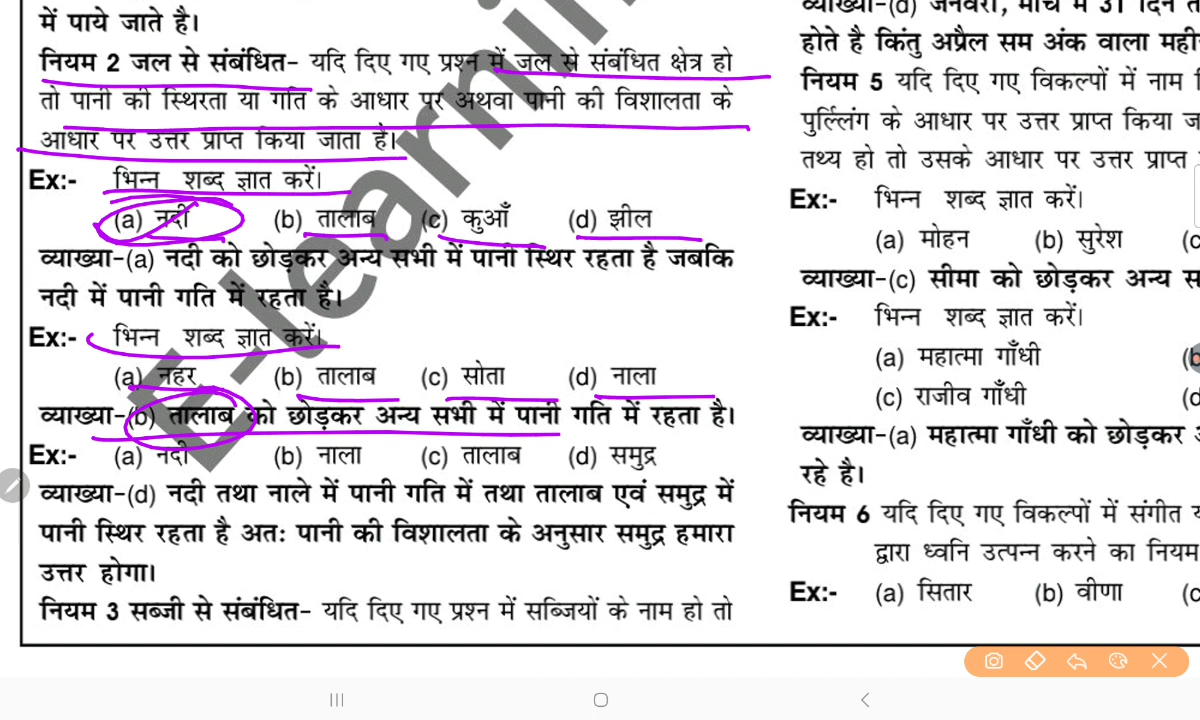 में पाये जाते है।
नियम 2 जल से संबंधित– यदि दिए गए प्रश्न में जल से संबंधित क्षेत्र हो
तो पानी की स्थिरता या गति के आधार पर अथवा पानी की विशालता के
आधार पर उत्तर प्राप्त किया जाता है।
Ex:- भिन्न शब्द ज्ञात करें।
(a) नदी (b) तालाब (c) कुआँ (d) झील
व्याख्या–(a) नदी को छोड़कर अन्य सभी में पानी स्थिर रहता है जबकि
नदी में पानी गति में रहता है।
Ex:- भिन्न शब्द ज्ञात करें।
(a) नहर (b) तालाब (c) सोता (d) नाला
व्याख्या–(b) तालाब को छोड़कर अन्य सभी में पानी गति में रहता है।
Ex:- (a) नदी (b) नाला (c) तालाब (d) समुद्र
व्याख्या–(d) नदी तथा नाले में पानी गति में तथा तालाब एवं समुद्र में
पानी स्थिर रहता है अतः पानी की विशालता के अनुसार समुद्र हमारा
उत्तर होगा।
नियम 3 सब्जी से संबंधित– यदि दिए गए प्रश्न में सब्जियों के नाम हो तो
व्याख्या–(d) जनवरी, मार्च में 31 दिन
होते है किंतु अप्रैल सम अंक वाला
नियम 5 यदि दिए गए विकल्पों में नाम
पुर्ल्लिंग के आधार पर उत्तर प्राप्त किया
तथ्य हो तो उसके आधार पर उत्तर प्राप्त
Ex:- भिन्न शब्द ज्ञात करें।
(a) मोहन (b) सुरेश (c
व्याख्या–(c) सीमा को छोड़कर अन्य
Ex:- भिन्न शब्द ज्ञात करें।
(a) महात्मा गाँधी (b
(c) राजीव गाँधी (d
व्याख्या–(a) महात्मा गाँधी को छोड़कर
रहे है।
नियम 6 यदि दिए गए विकल्पों में संगीत
द्वारा ध्वनि उत्पन्न करने का नियम
Ex:- (a) सितार (b) वीणा (c
E-learnin